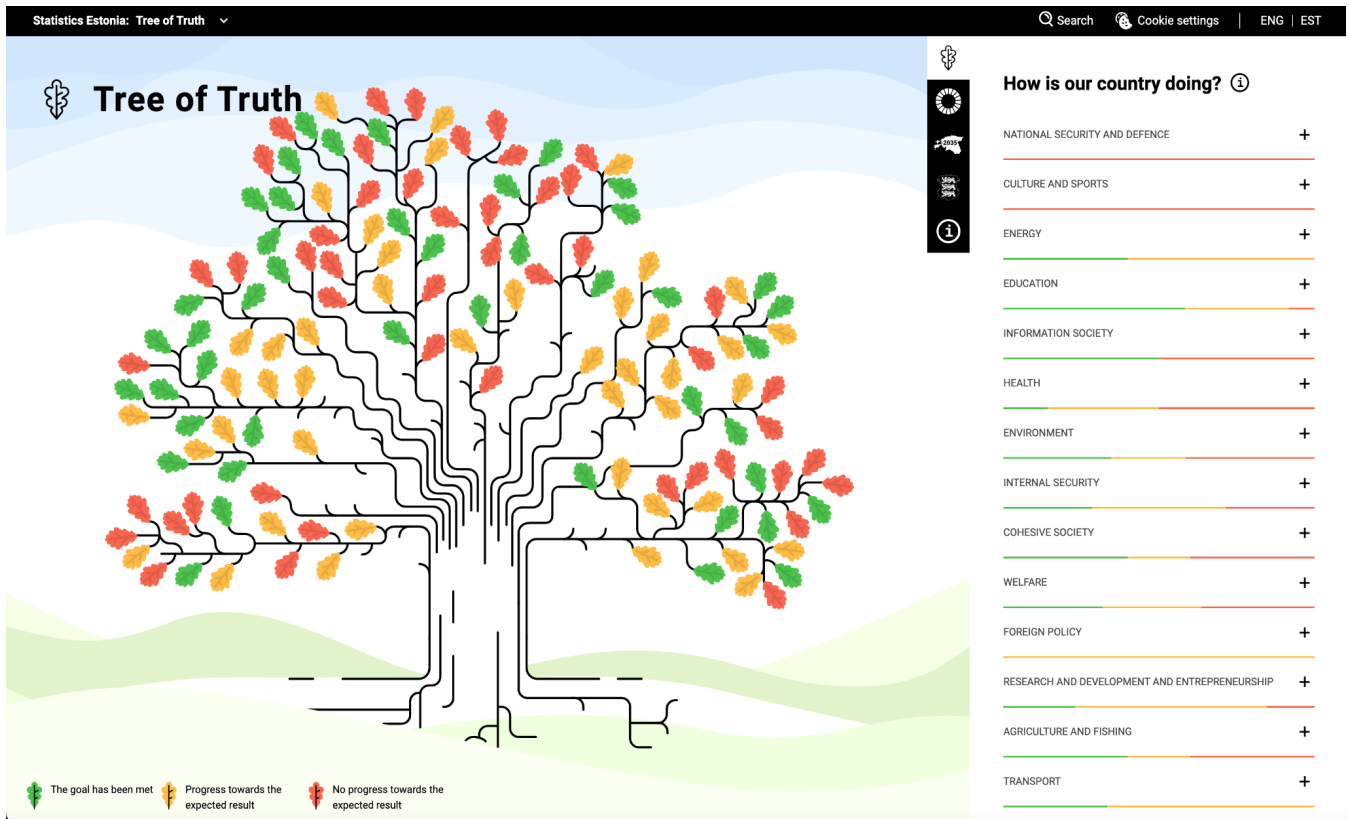 Statistics Estonia: Tree of Truth
Search
Cookie settings
ENG | EST
Tree of Truth
2035
How is our country doing?
NATIONAL SECURITY AND DEFENCE
CULTURE AND SPORTS
ENERGY
EDUCATION
INFORMATION SOCIETY
HEALTH
ENVIRONMENT
INTERNAL SECURITY
COHESIVE SOCIETY
WELFARE
FOREIGN POLICY
RESEARCH AND DEVELOPMENT AND ENTREPRENEURSHIP
AGRICULTURE AND FISHING
TRANSPORT
The goal has been met
Progress towards the
expected result
No progress towards the
expected result